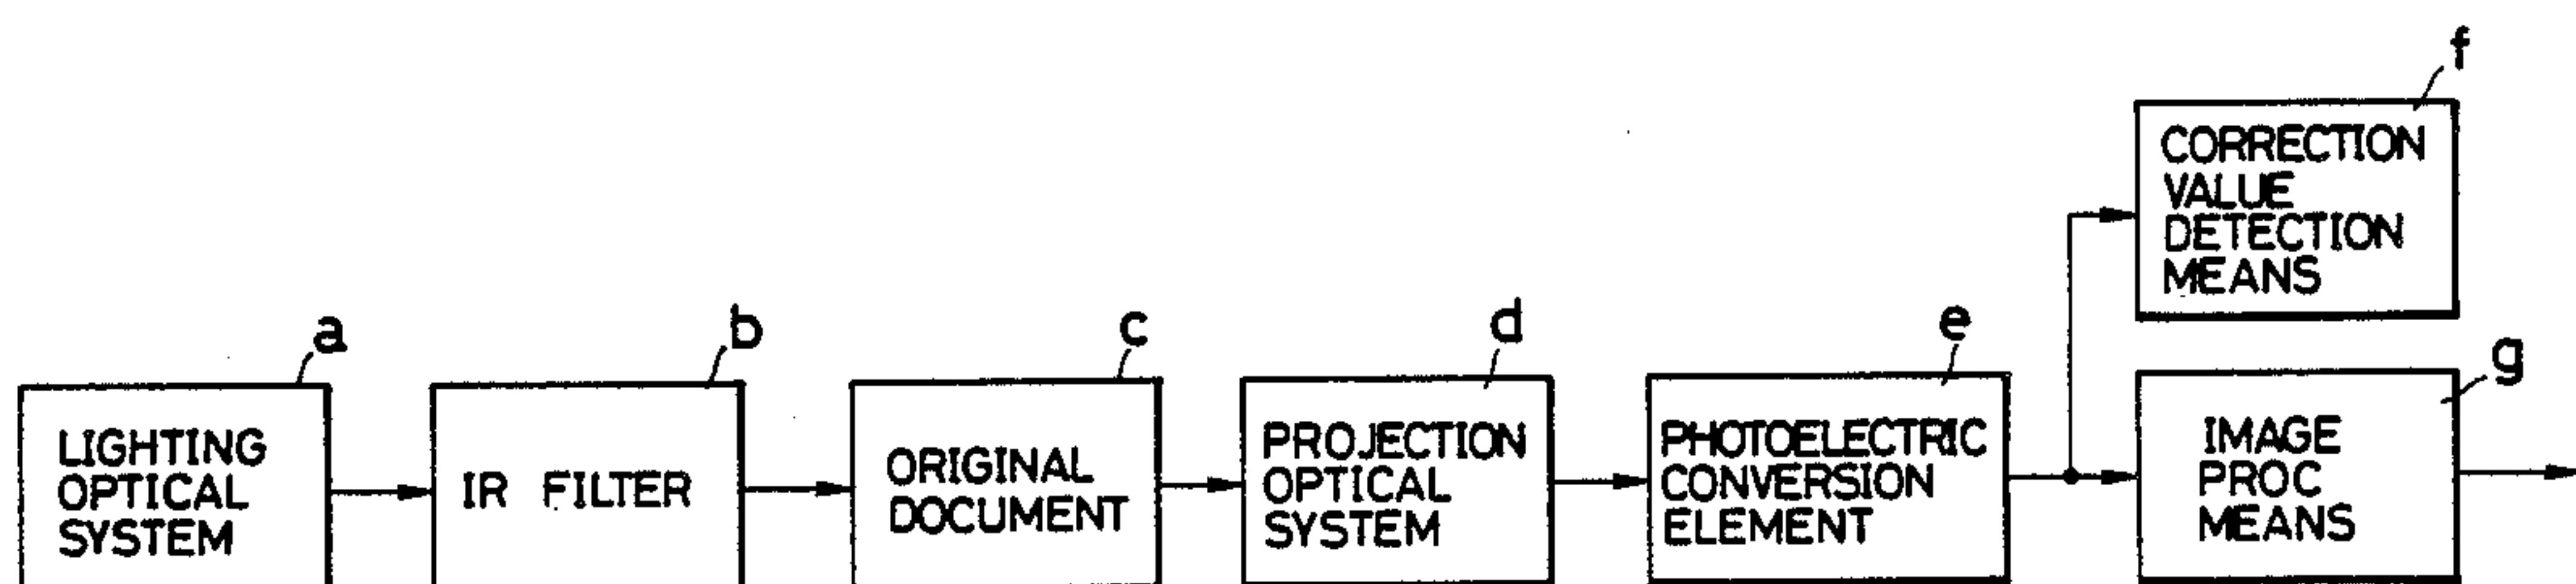 a
LIGHTING
OPTICAL
SYSTEM
b
IR FILTER
c
ORIGINAL
DOCUMENT
d
PROJECTION
OPTICAL
SYSTEM
e
PHOTOELECTRIC
CONVERSION
ELEMENT
f
CORRECTION
VALUE
DETECTION
MEANS
g
IMAGE
PROC
MEANS